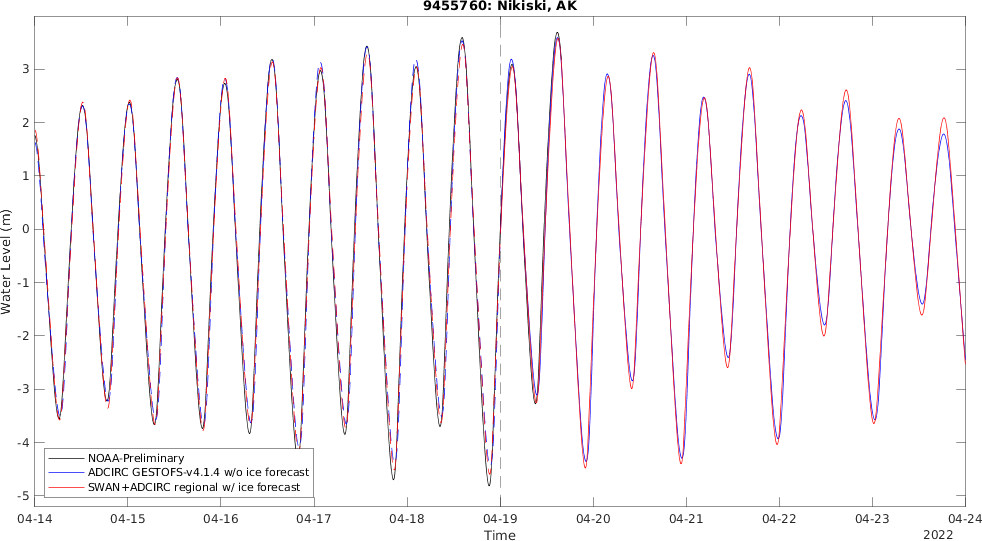 9455760: Nikiski, AK
Water Level (m)
3
2
1
0
-1
-2
-3
-4
-5
NOAA-Preliminary
ADCIRC GESTOFS-v4.1.4 w/o ice forecast
SWAN+ADCIRC regional w/ ice forecast
04-14 04-15 04-16 04-17 04-18 04-19 04-20 04-21 04-22 04-23 04-24
Time
2022